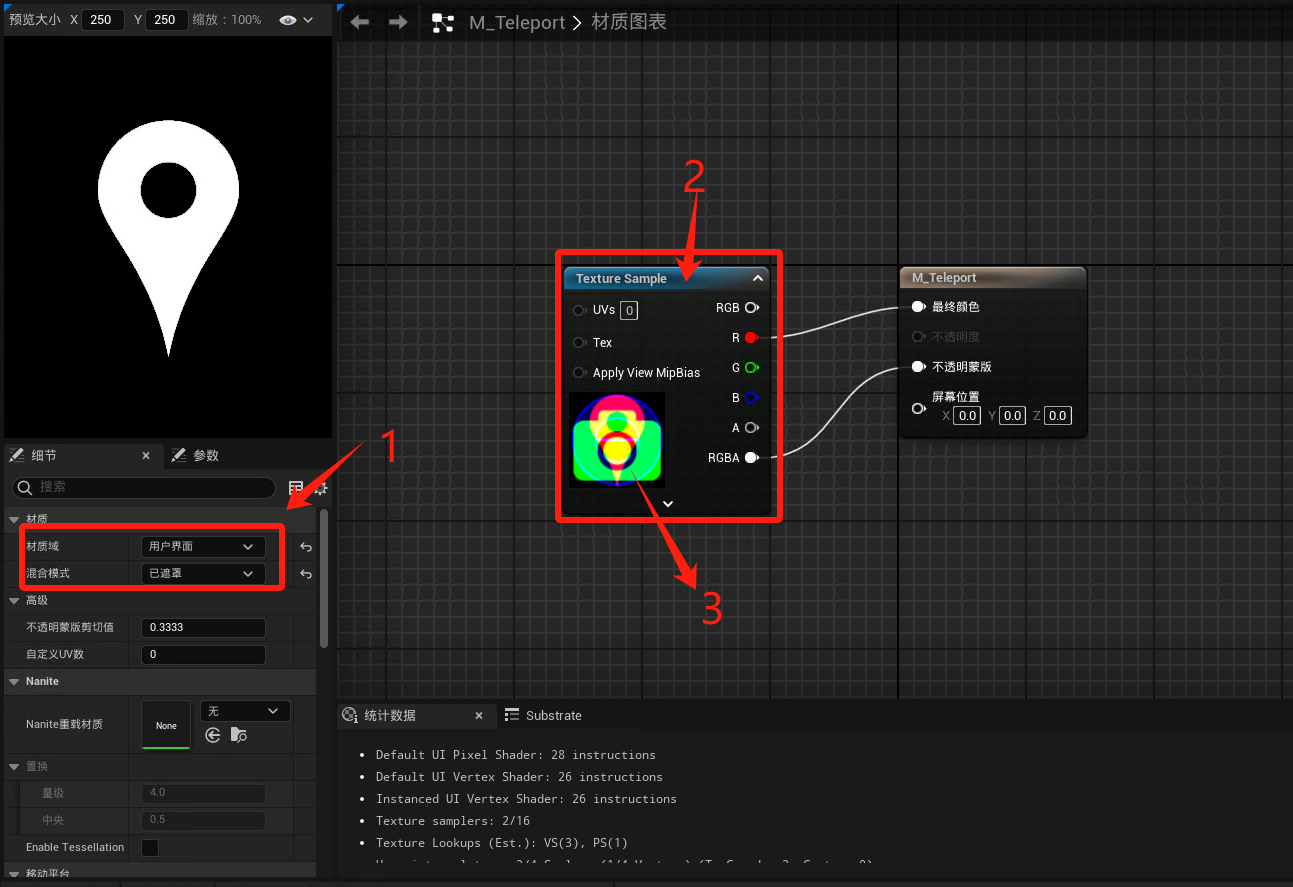 预览大小 X 250 Y 250 缩放：100%
M_Teleport > 材质图表
2
Texture Sample
UVs 0
Tex
Apply View MipBias
RGB
R
G
B
A
RGBA
M_Teleport
最终颜色
不透明度
不透明蒙版
屏幕位置
X 0.0 Y 0.0 Z 0.0
3
1
细节
参数
搜索
材质
材质域 用户界面
混合模式 已遮罩
高级
不透明蒙版剪切值 0.3333
自定义UV数 0
Nanite
Nanite重载材质 None 无
置换
量级 4.0
中央 0.5
Enable Tessellation
移动平台
统计数据
Substrate
Default UI Pixel Shader: 28 instructions
Default UI Vertex Shader: 26 instructions
Instanced UI Vertex Shader: 26 instructions
Texture samplers: 2/16
Texture Lookups (Est.): VS(3), PS(1)